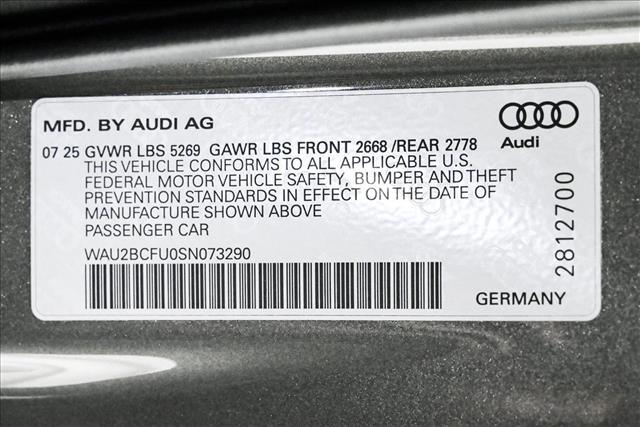 MFD. BY AUDI AG
07 25 GVWR LBS 5269 GAWR LBS FRONT 2668 /REAR 2778
THIS VEHICLE CONFORMS TO ALL APPLICABLE U.S.
FEDERAL MOTOR VEHICLE SAFETY, BUMPER AND THEFT
PREVENTION STANDARDS IN EFFECT ON THE DATE OF
MANUFACTURE SHOWN ABOVE
PASSENGER CAR
WAU2BCFU0SN073290
Audi
2812700
GERMANY